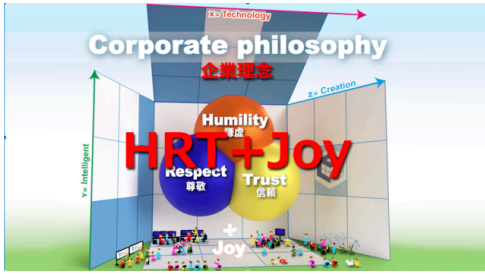 x= Technology
Corporate philosophy
企業理念
z= Creation
Y= Intelligent
Humility
謙虚
HRT+Joy
Respect
尊敬
Trust
信頼
+
Joy